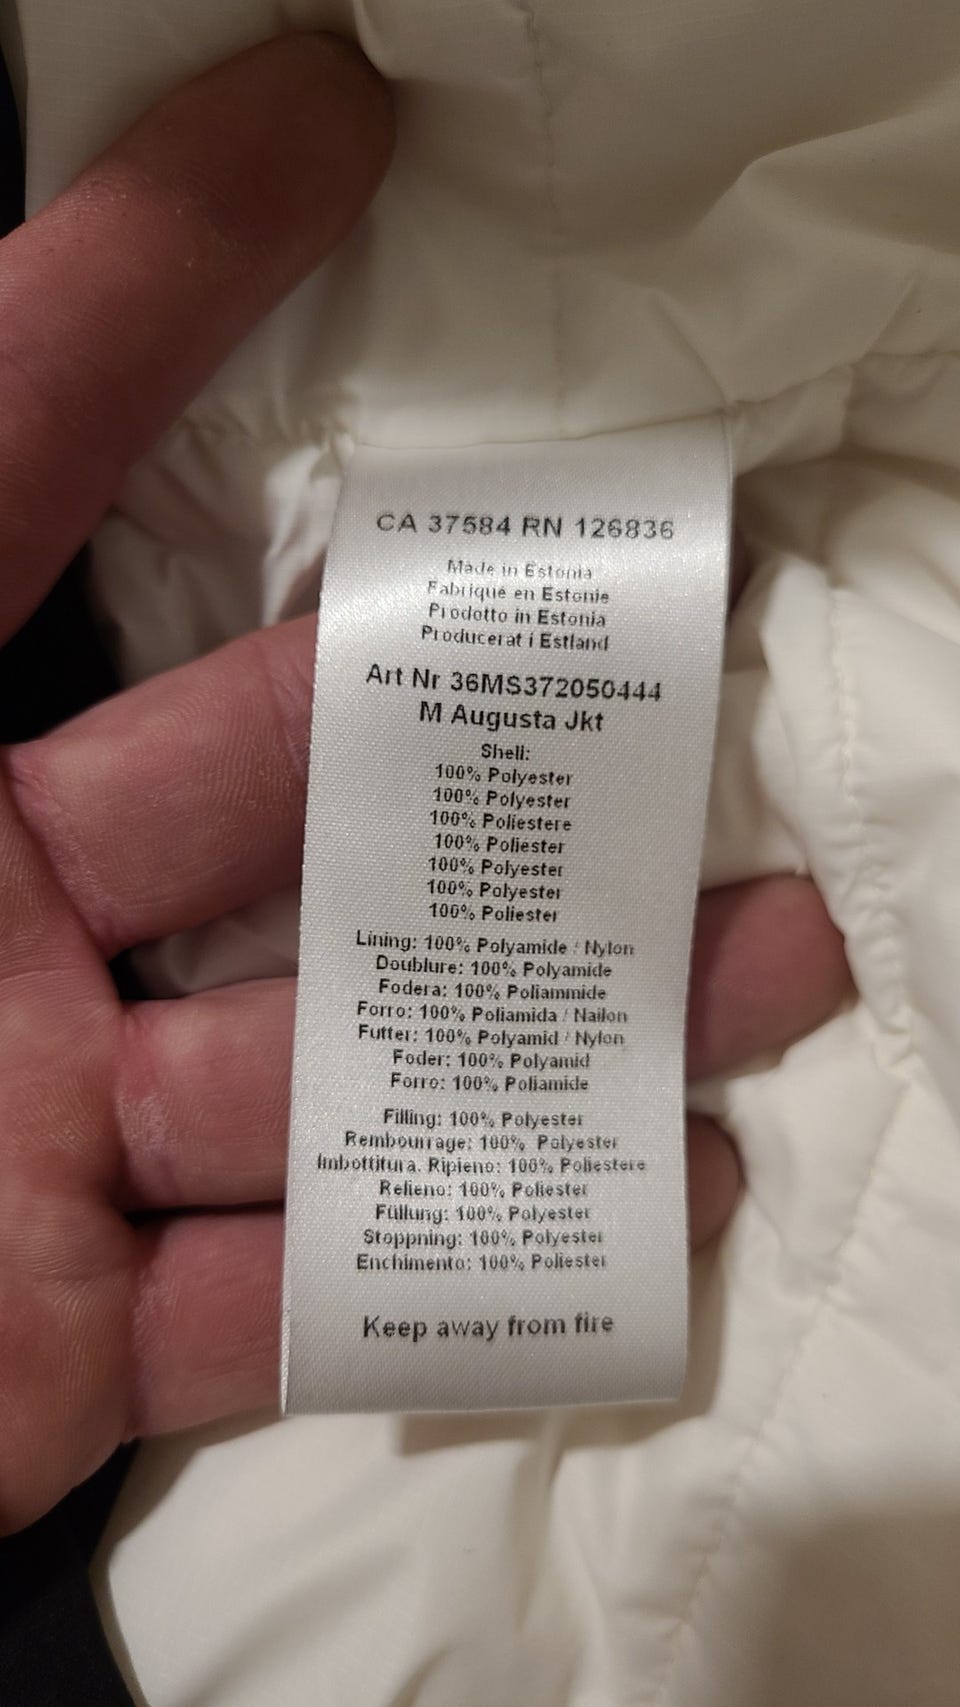 CA 37584 RN 126836
Made in Estonia
Fabriqué en Estonie
Prodotto in Estonia
Producerat i Estland
Art Nr 36MS372050444
M Augusta Jkt
Shell:
100% Polyester
100% Polyester
100% Poliestere
100% Poliéster
100% Polyester
100% Polyester
100% Poliester
Lining: 100% Polyamide / Nylon
Doublure: 100% Polyamide
Fodera: 100% Poliammide
Forro: 100% Poliamida / Nailon
Futter: 100% Polyamid / Nylon
Foder: 100% Polyamid
Forro: 100% Poliamide
Filling: 100% Polyester
Rembourrage: 100% Polyester
Imbottitura. Ripieno: 100% Poliestere
Relleno: 100% Poliester
Füllung: 100% Polyester
Stoppning: 100% Polyester
Enchimento: 100% Poliester
Keep away from fire